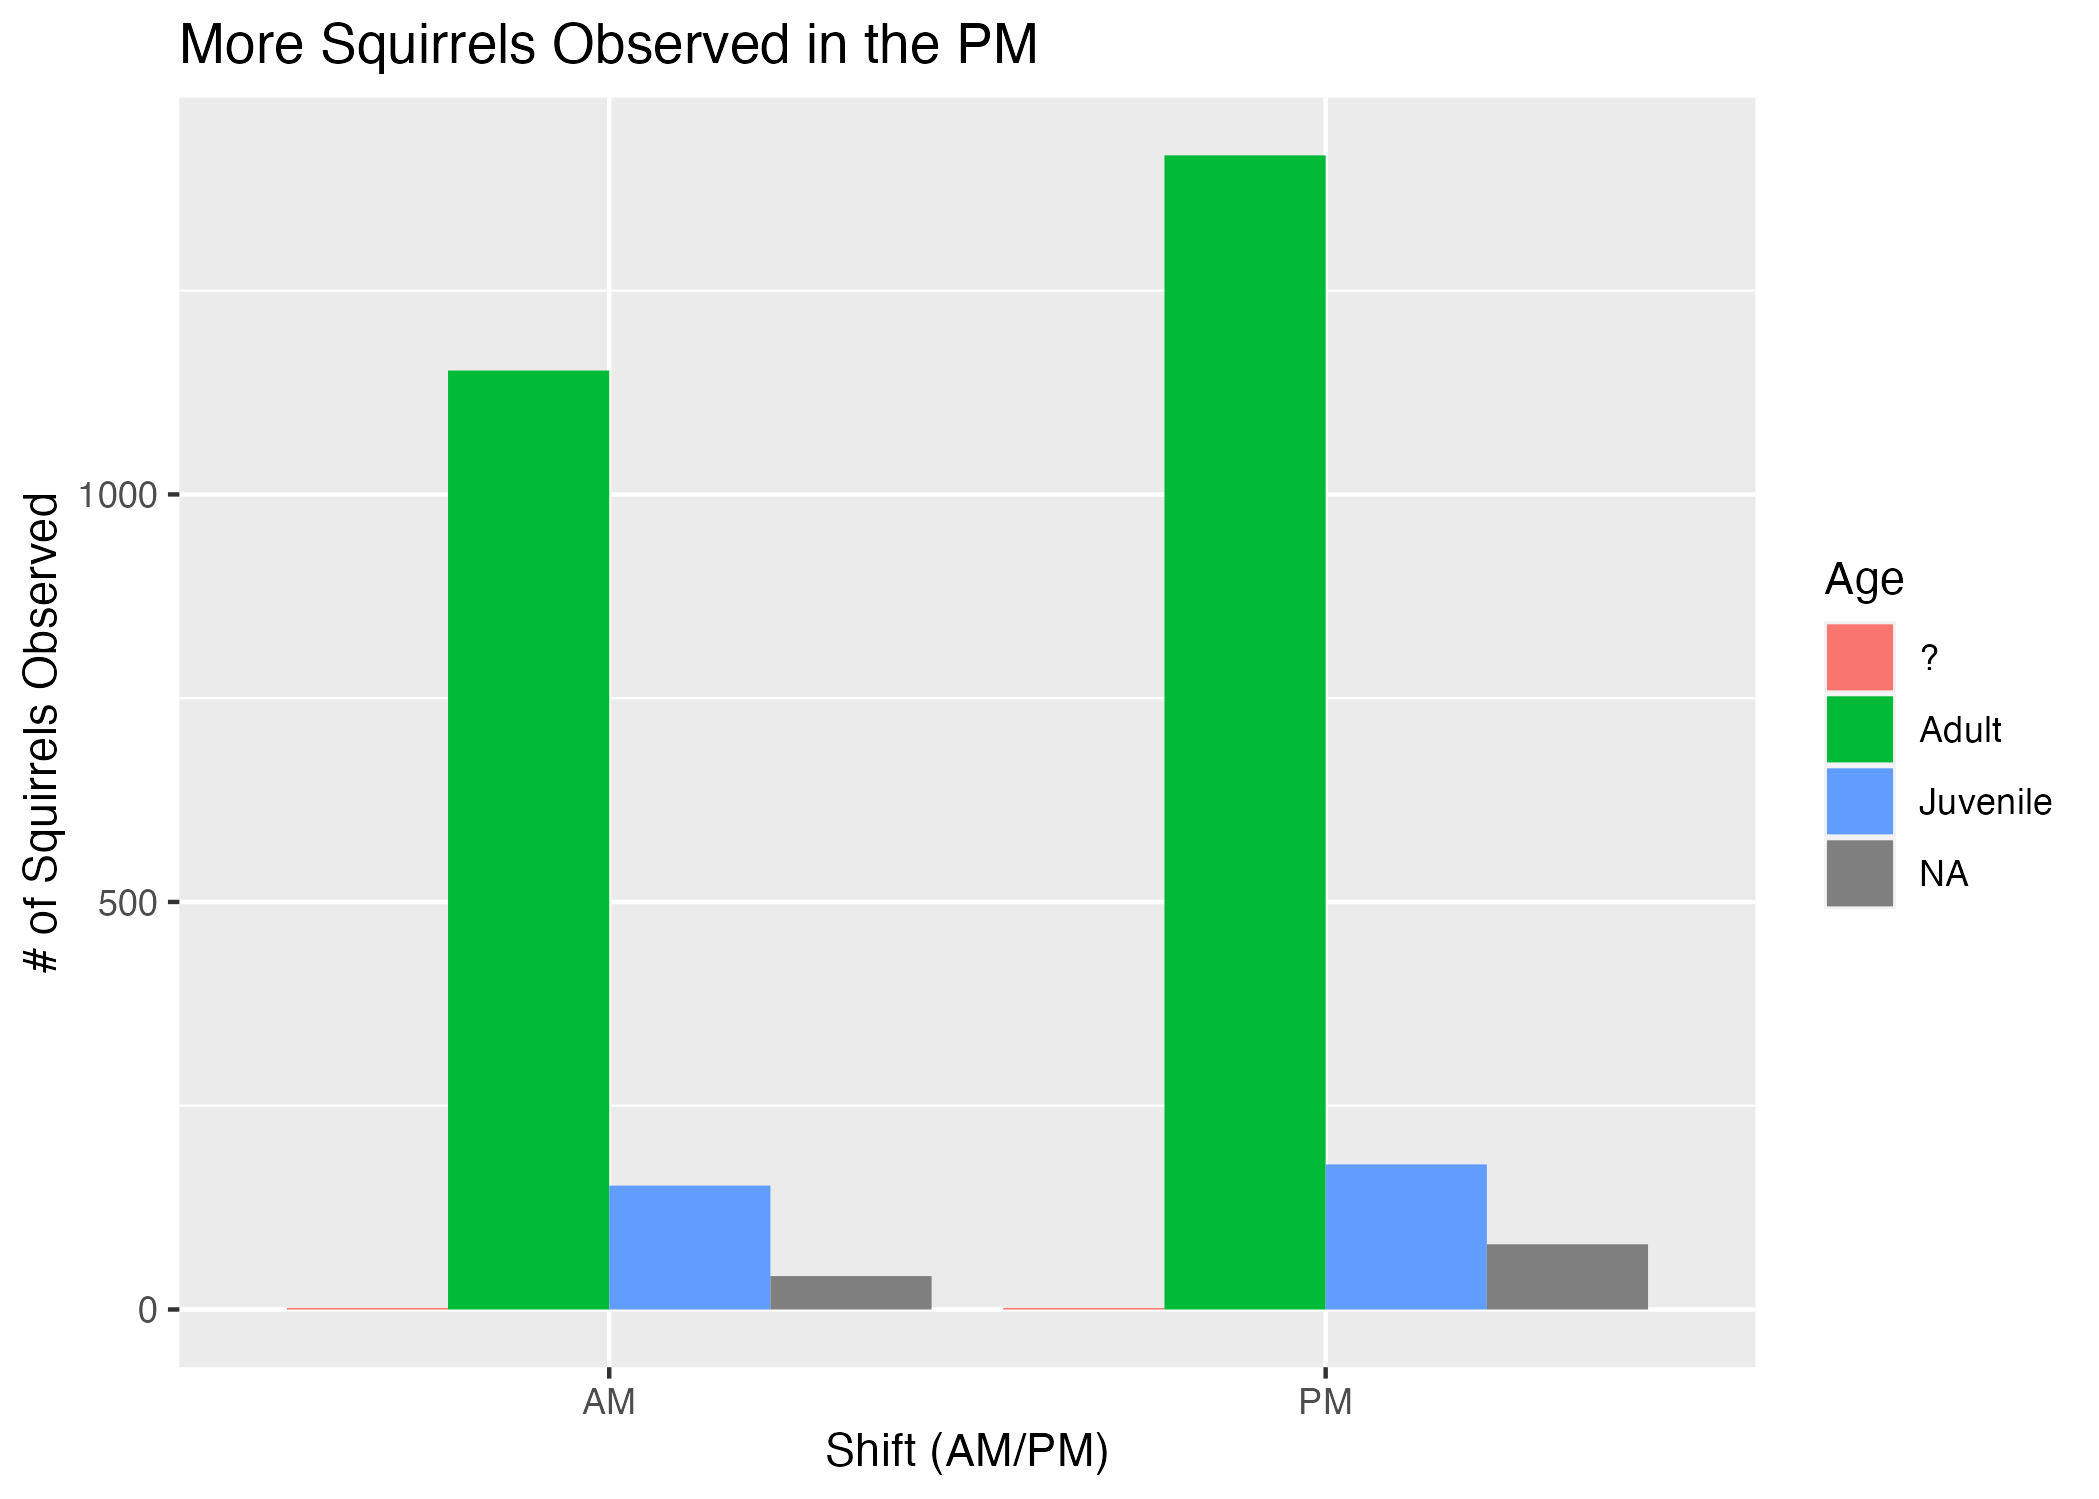 More Squirrels Observed in the PM
# of Squirrels Observed
1000
500
0
AM
PM
Shift (AM/PM)
Age
?
Adult
Juvenile
NA